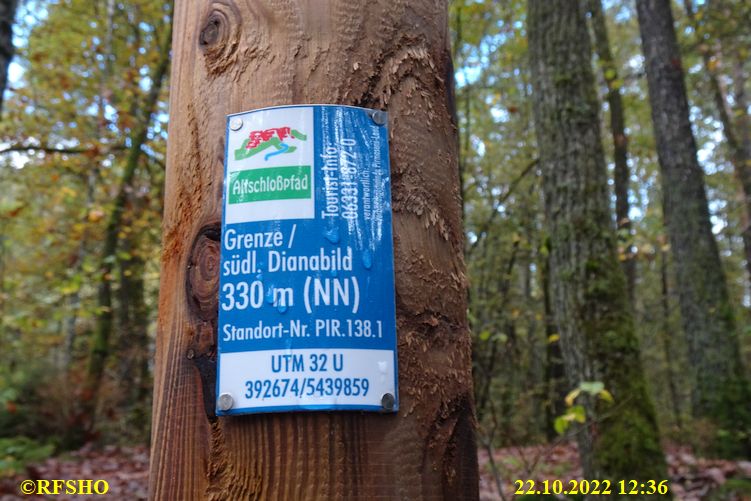 Altschloßpfad
Tourist-Info:
06331-872-0
Grenze /
südl. Dianabild
330 m (NN)
Standort-Nr. PIR.138.1
UTM 32 U
392674/5439859
©RFSHO
22.10.2022 12:36